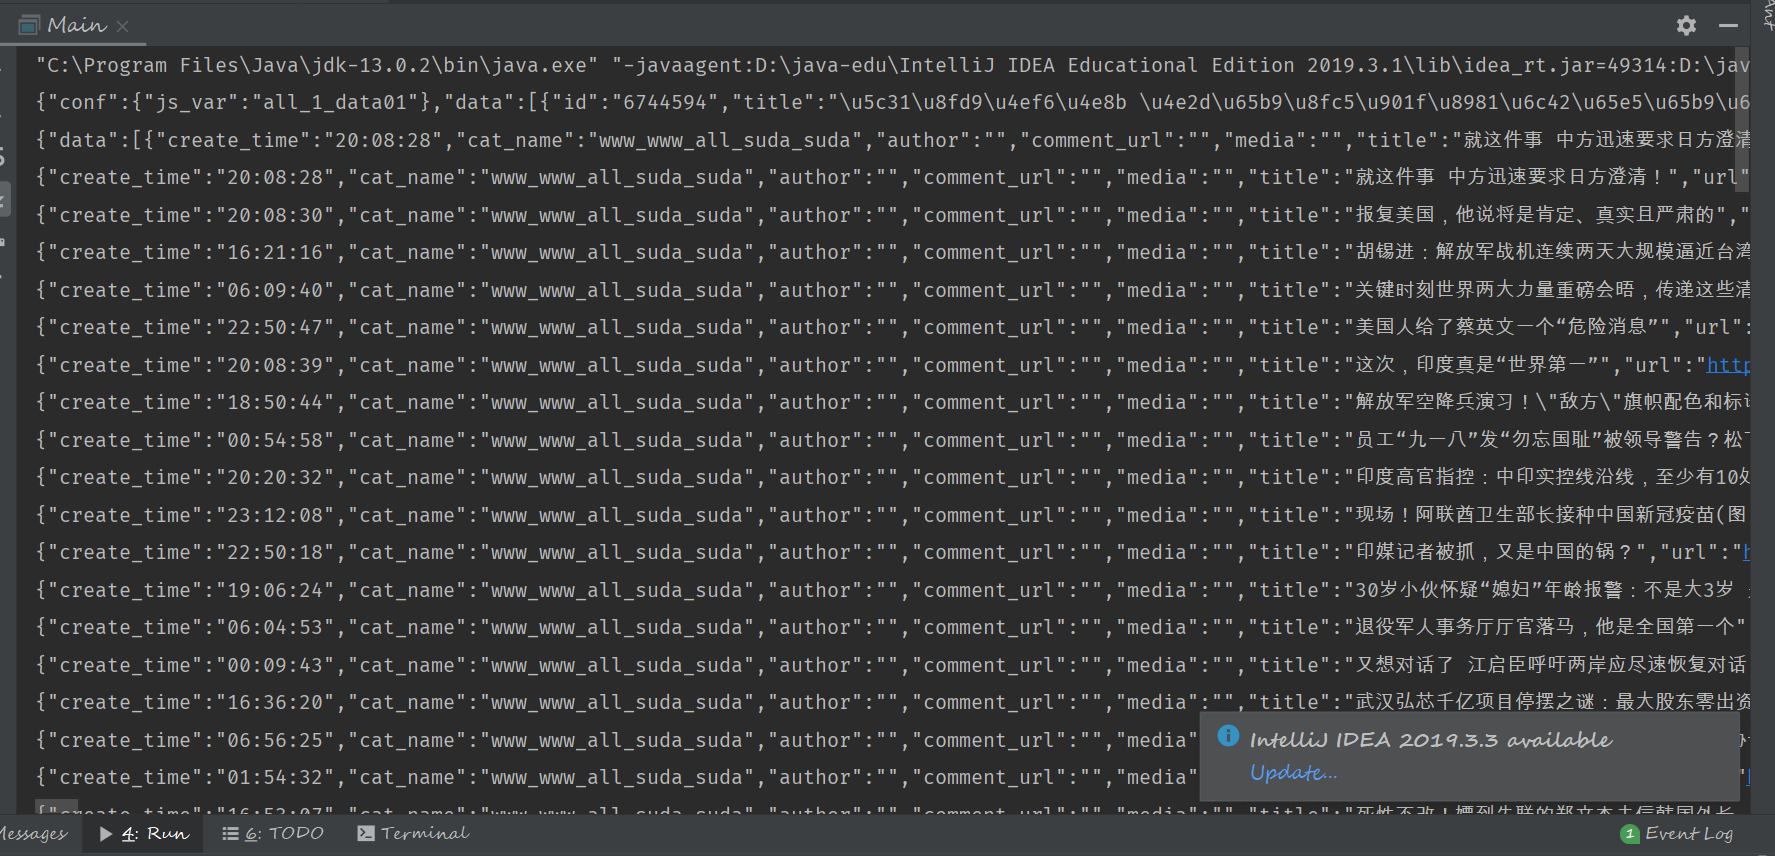 Main
"C:\Program Files\Java\jdk-13.0.2\bin\java.exe" "-javaagent:D:\java-edu\IntelliJ IDEA Educational Edition 2019.3.1\lib\idea_rt.jar=49314:D:\jav
{"conf":{"js_var":"all_1_data01"},"data":[{"id":"6744594","title":"\u5c31\u8fd9\u4ef6\u4e8b \u4e2d\u65b9\u8fc5\u901f\u8981\u6c42\u65e5\u65b9\u6
{"data":[{"create_time":"20:08:28","cat_name":"www_www_all_suda_suda","author":"","comment_url":"","media":"","title":"就这件事 中方迅速要求日方澄清
{"create_time":"20:08:28","cat_name":"www_www_all_suda_suda","author":"","comment_url":"","media":"","title":"就这件事 中方迅速要求日方澄清！","url"
{"create_time":"20:08:30","cat_name":"www_www_all_suda_suda","author":"","comment_url":"","media":"","title":"报复美国，他说将是肯定、真实且严肃的","
{"create_time":"16:21:16","cat_name":"www_www_all_suda_suda","author":"","comment_url":"","media":"","title":"胡锡进：解放军战机连续两天大规模逼近台湾
{"create_time":"06:09:40","cat_name":"www_www_all_suda_suda","author":"","comment_url":"","media":"","title":"关键时刻世界两大力量重磅会晤，传递这些清
{"create_time":"22:50:47","cat_name":"www_www_all_suda_suda","author":"","comment_url":"","media":"","title":"美国人给了蔡英文一个“危险消息”","url":
{"create_time":"20:08:39","cat_name":"www_www_all_suda_suda","author":"","comment_url":"","media":"","title":"这次，印度真是“世界第一”","url":"http
{"create_time":"18:50:44","cat_name":"www_www_all_suda_suda","author":"","comment_url":"","media":"","title":"解放军空降兵演习！\"敌方\"旗帜配色和标
{"create_time":"00:54:58","cat_name":"www_www_all_suda_suda","author":"","comment_url":"","media":"","title":"员工“九一八”发“勿忘国耻”被领导警告？松下
{"create_time":"20:20:32","cat_name":"www_www_all_suda_suda","author":"","comment_url":"","media":"","title":"印度高官指控：中印实控线沿线，至少有10处
{"create_time":"23:12:08","cat_name":"www_www_all_suda_suda","author":"","comment_url":"","media":"","title":"现场！阿联酋卫生部长接种中国新冠疫苗(图
{"create_time":"22:50:18","cat_name":"www_www_all_suda_suda","author":"","comment_url":"","media":"","title":"印媒记者被抓，又是中国的锅？","url":"h
{"create_time":"19:06:24","cat_name":"www_www_all_suda_suda","author":"","comment_url":"","media":"","title":"30岁小伙怀疑“媳妇”年龄报警：不是大3岁
{"create_time":"06:04:53","cat_name":"www_www_all_suda_suda","author":"","comment_url":"","media":"","title":"退役军人事务厅厅官落马，他是全国第一个"
{"create_time":"00:09:43","cat_name":"www_www_all_suda_suda","author":"","comment_url":"","media":"","title":"又想对话了 江启臣呼吁两岸应尽速恢复对话
{"create_time":"16:36:20","cat_name":"www_www_all_suda_suda","author":"","comment_url":"","media":"","title":"武汉弘芯千亿项目停摆之谜：最大股东零出资
{"create_time":"06:56:25","cat_name":"www_www_all_suda_suda","author":"","comment_url":"","media"
{"create_time":"01:54:32","cat_name":"www_www_all_suda_suda","author":"","comment_url":"","media"
{"create_time":"16:53:07","cat_name":"www_www_all_suda_suda","author":"","comment_url":"","media":"","title":"死性不改！
IntelliJ IDEA 2019.3.3 available
Update...
Messages
4: Run
6: TODO
Terminal
1 Event Log
Ant